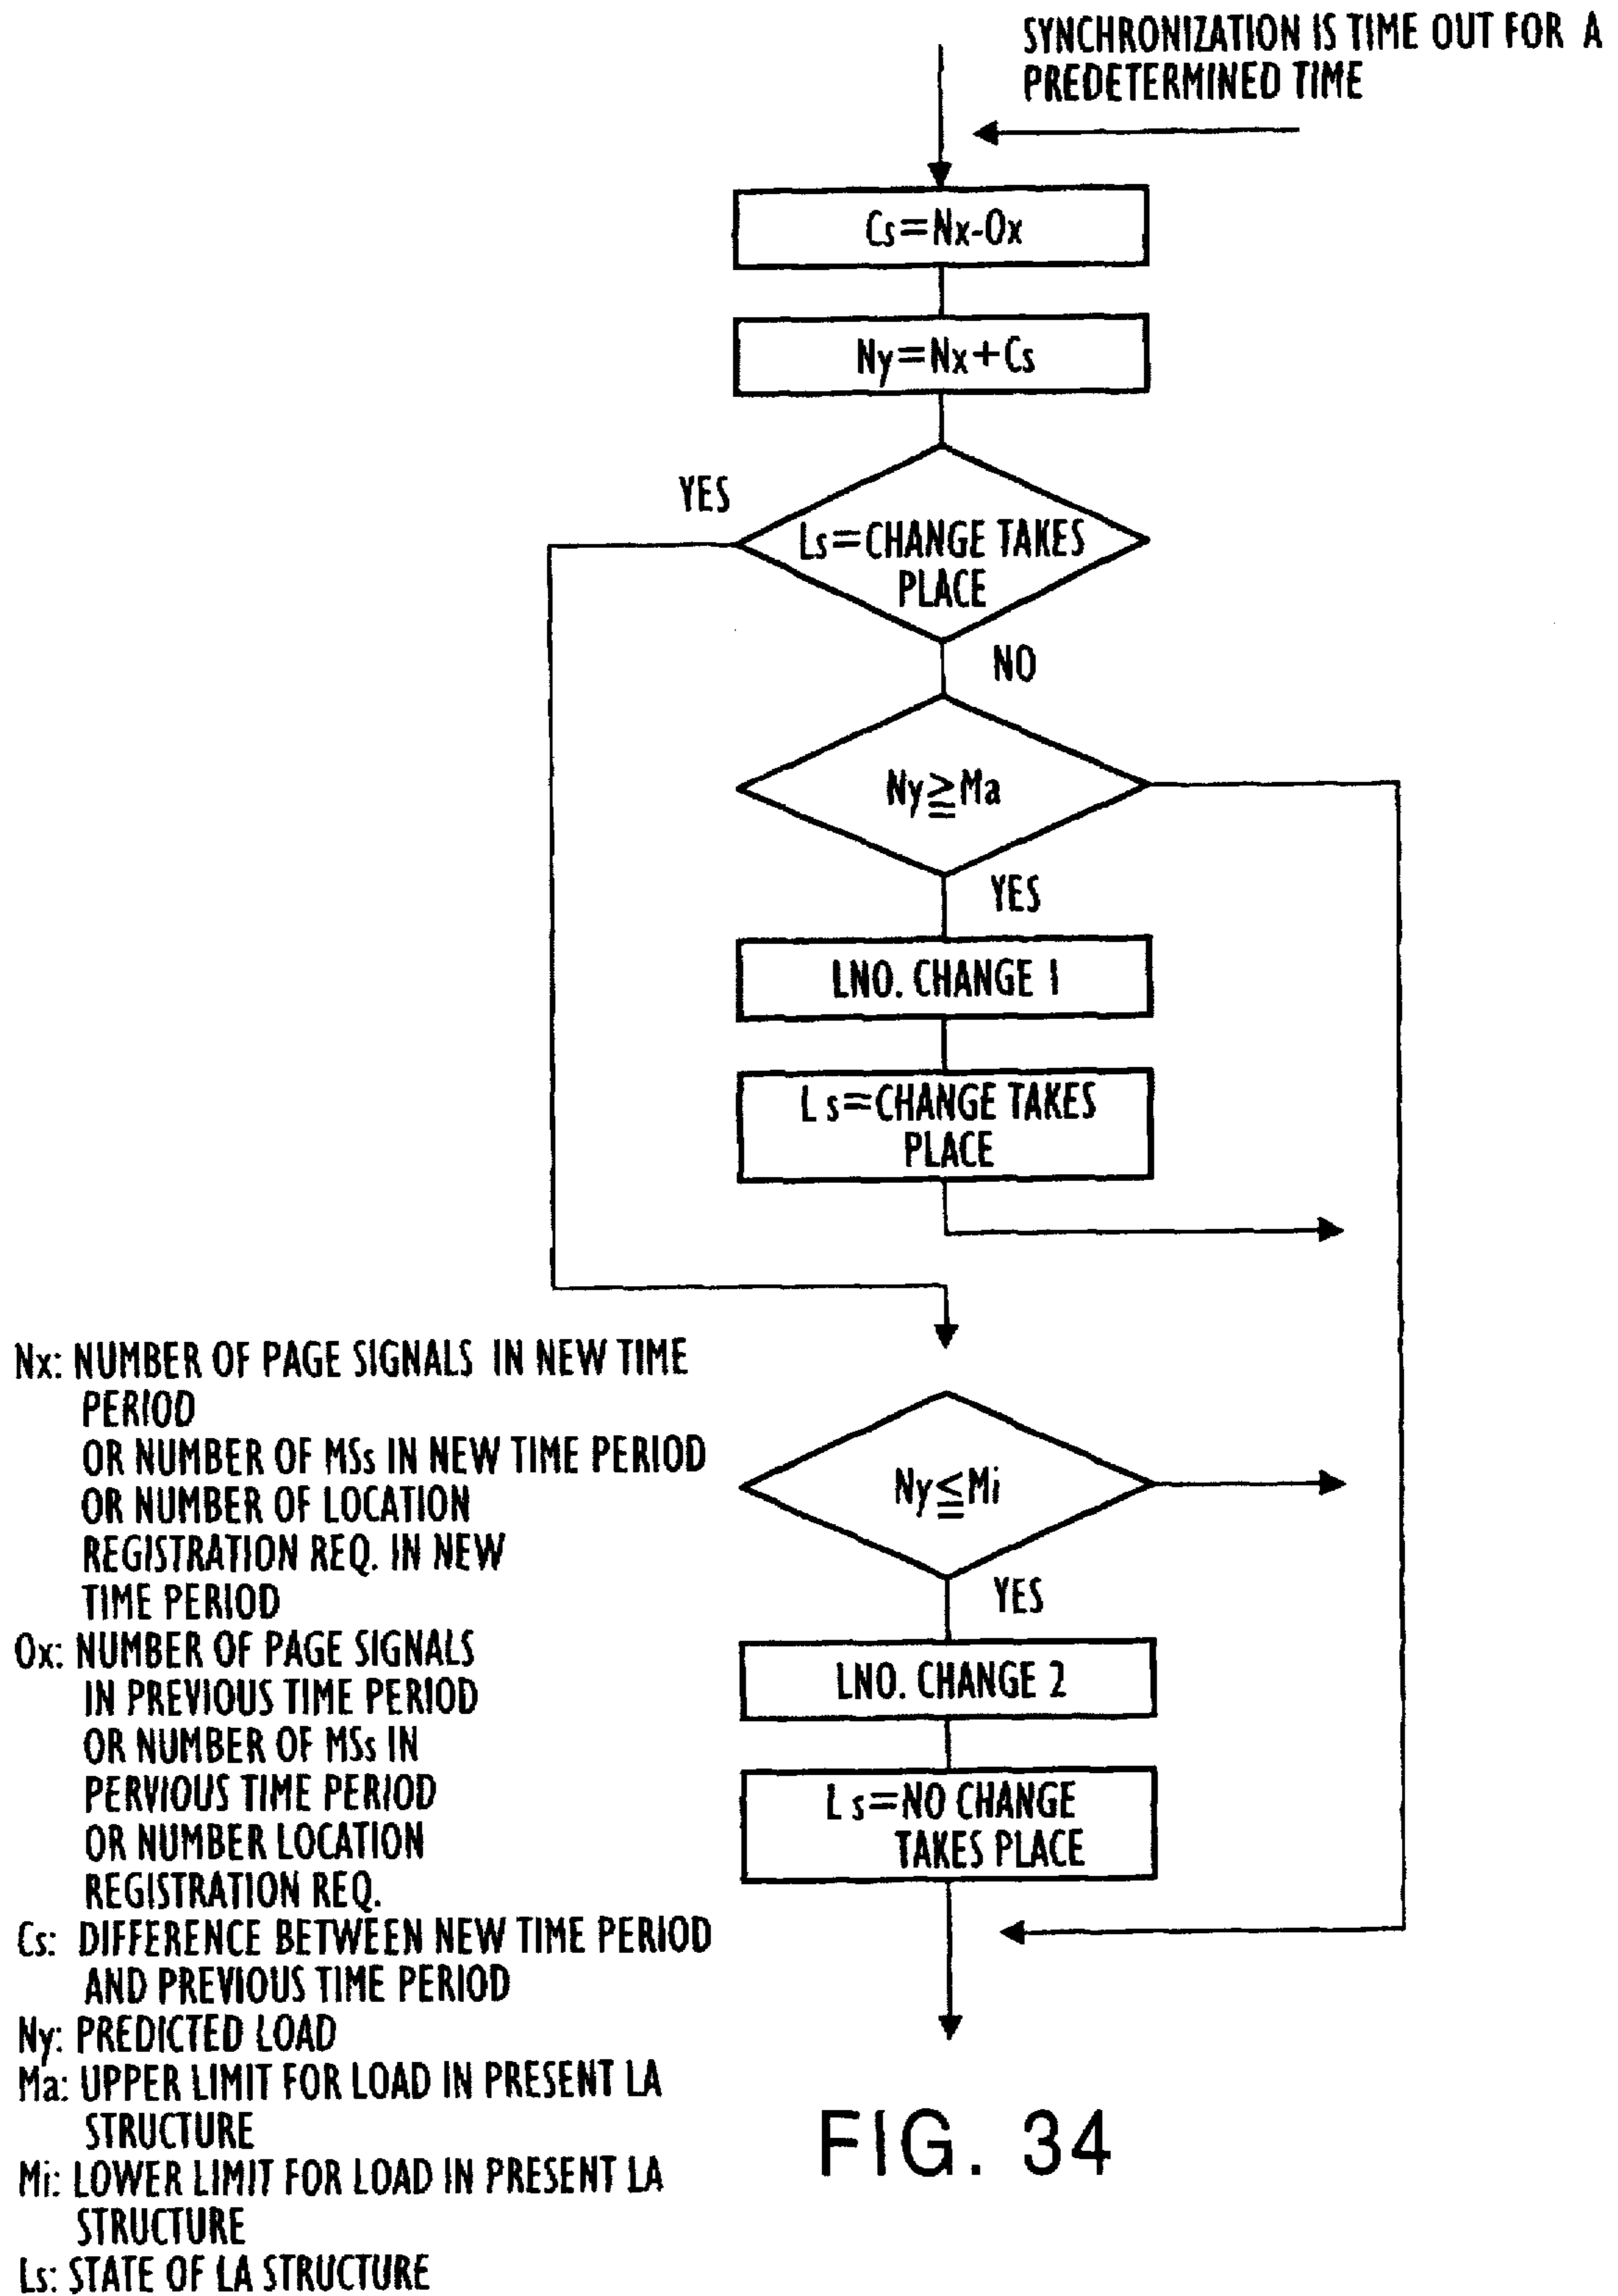 SYNCHRONIZATION IS TIME OUT FOR A
PREDETERMINED TIME
Cs=Nx-Ox
Ny=Nx+Cs
YES
Ls=CHANGE TAKES
PLACE
NO
Ny≧Ma
YES
LNO. CHANGE 1
Ls=CHANGE TAKES
PLACE
Ny≦Mi
YES
LNO. CHANGE 2
Ls=NO CHANGE
TAKES PLACE
Nx: NUMBER OF PAGE SIGNALS IN NEW TIME
PERIOD
OR NUMBER OF MSs IN NEW TIME PERIOD
OR NUMBER OF LOCATION
REGISTRATION REQ. IN NEW
TIME PERIOD
Ox: NUMBER OF PAGE SIGNALS
IN PREVIOUS TIME PERIOD
OR NUMBER OF MSs IN
PERVIOUS TIME PERIOD
OR NUMBER LOCATION
REGISTRATION REQ.
Cs: DIFFERENCE BETWEEN NEW TIME PERIOD
AND PREVIOUS TIME PERIOD
Ny: PREDICTED LOAD
Ma: UPPER LIMIT FOR LOAD IN PRESENT LA
STRUCTURE
Mi: LOWER LIMIT FOR LOAD IN PRESENT LA
STRUCTURE
Ls: STATE OF LA STRUCTURE
FIG. 34